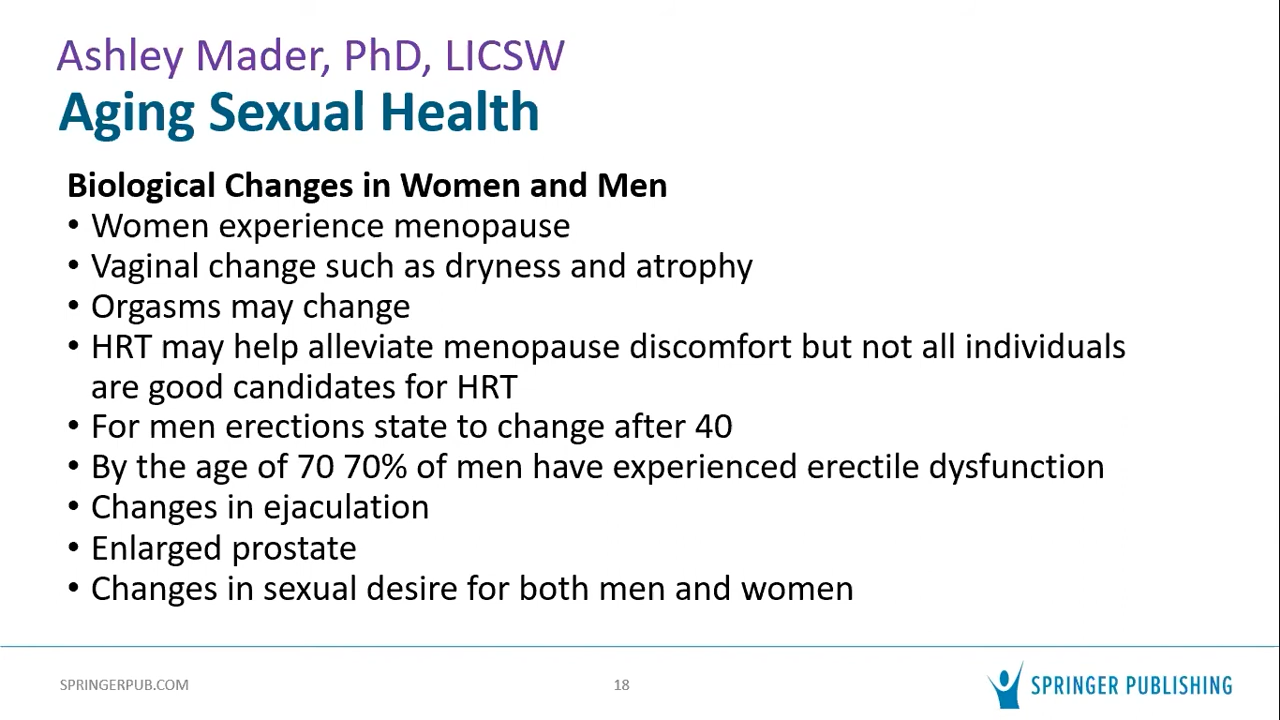 Ashley Mader, PhD, LICSW
Aging Sexual Health
Biological Changes in Women and Men
• Women experience menopause
• Vaginal change such as dryness and atrophy
• Orgasms may change
• HRT may help alleviate menopause discomfort but not all individuals
are good candidates for HRT
• For men erections state to change after 40
• By the age of 70 70% of men have experienced erectile dysfunction
• Changes in ejaculation
• Enlarged prostate
• Changes in sexual desire for both men and women
SPRINGERPUB.COM
18
SPRINGER PUBLISHING